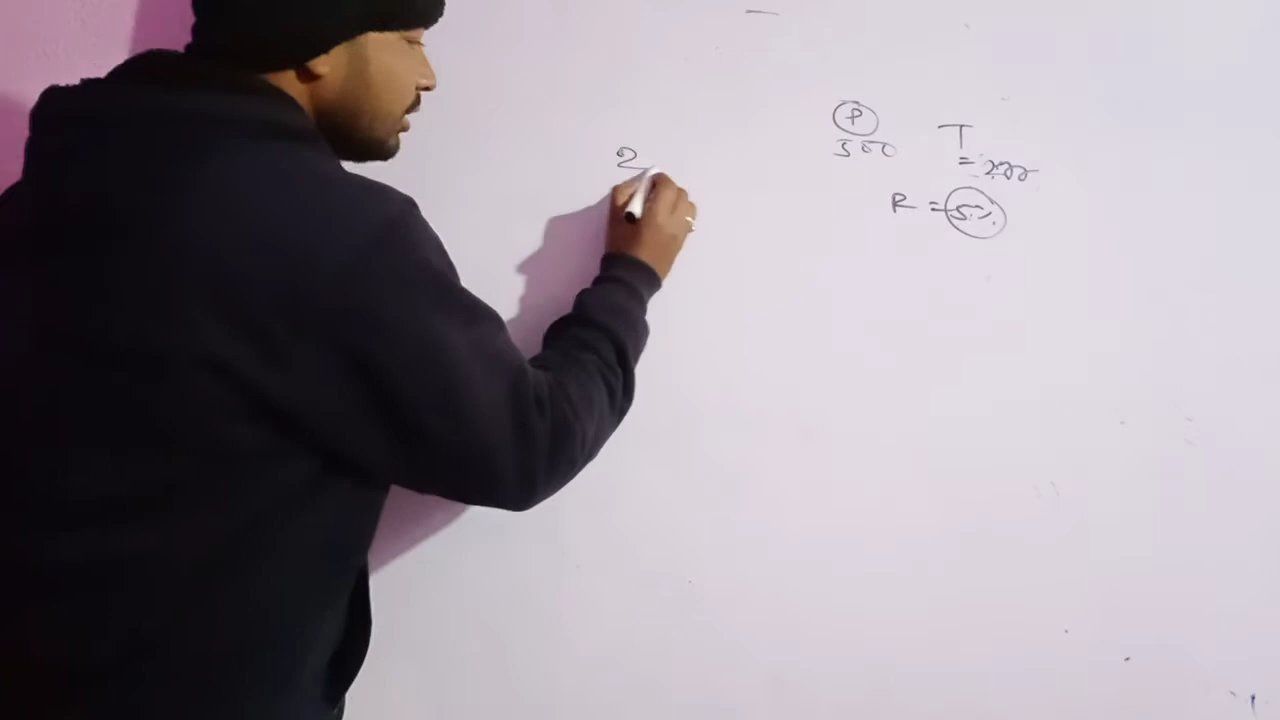 2
P T
500 =
R = 5%